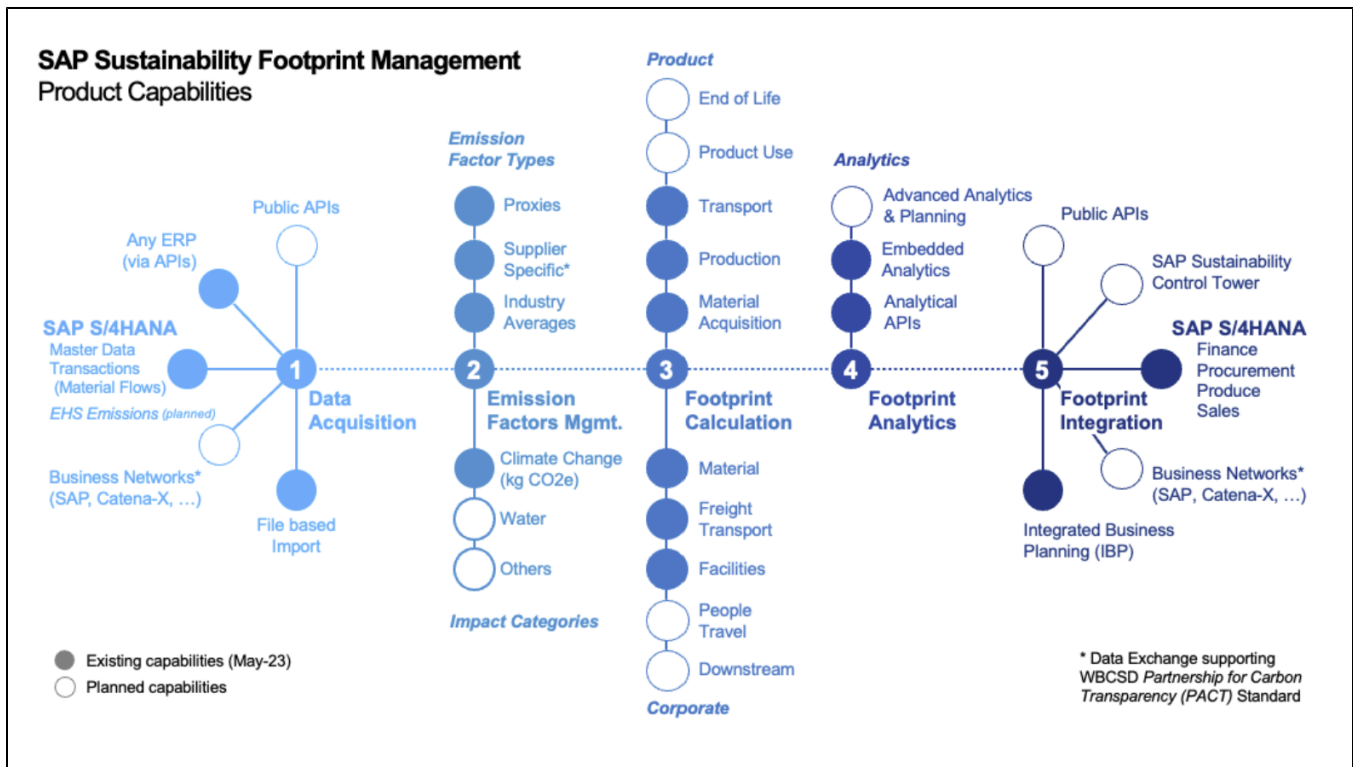 SAP Sustainability Footprint Management
Product Capabilities
Public APIs
Any ERP
(via APIs)
SAP S/4HANA
Master Data
Transactions
(Material Flows)
EHS Emissions (planned)
Business Networks*
(SAP, Catena-X, …)
File based
Import
1
Data
Acquisition
Emission
Factor Types
Proxies
Supplier
Specific*
Industry
Averages
2
Emission
Factors Mgmt.
Climate Change
(kg CO2e)
Water
Others
Impact Categories
Product
End of Life
Product Use
Transport
Production
Material
Acquisition
3
Footprint
Calculation
Material
Freight
Transport
Facilities
People
Travel
Downstream
Corporate
Analytics
Advanced Analytics
& Planning
Embedded
Analytics
Analytical
APIs
4
Footprint
Analytics
Public APIs
SAP Sustainability
Control Tower
SAP S/4HANA
Finance
Procurement
Produce
Sales
5
Footprint
Integration
Business Networks*
(SAP, Catena-X, …)
Integrated Business
Planning (IBP)
Existing capabilities (May-23)
Planned capabilities
* Data Exchange supporting
WBCSD Partnership for Carbon
Transparency (PACT) Standard